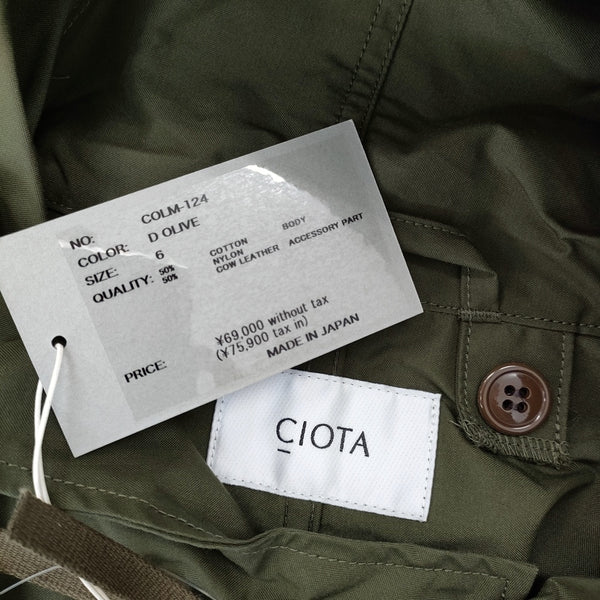 NO: COLM-124
COLOR: D OLIVE
SIZE: 6
QUALITY: 50% COTTON BODY
50% NYLON
COW LEATHER ACCESSORY PART
PRICE: ¥69,000 without tax
(¥75,900 tax in)
MADE IN JAPAN
CIOTA